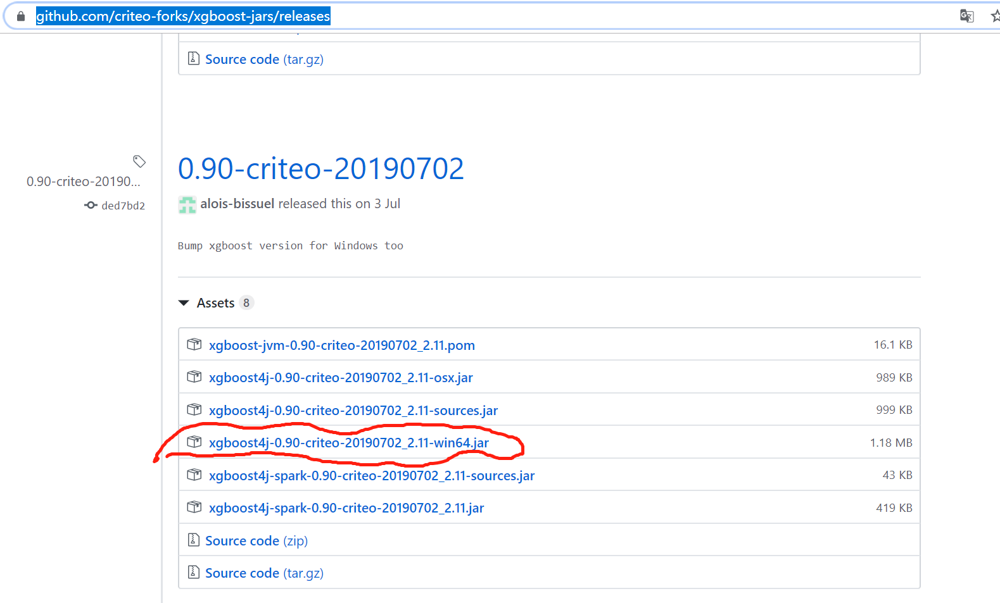 github.com/criteo-forks/xgboost-jars/releases
Source code (tar.gz)
0.90-criteo-20190702
0.90-criteo-20190...
alois-bissuel released this on 3 Jul
ded7bd2
Bump xgboost version for Windows too
Assets 8
xgboost-jvm-0.90-criteo-20190702_2.11.pom 16.1 KB
xgboost4j-0.90-criteo-20190702_2.11-osx.jar 989 KB
xgboost4j-0.90-criteo-20190702_2.11-sources.jar 999 KB
xgboost4j-0.90-criteo-20190702_2.11-win64.jar 1.18 MB
xgboost4j-spark-0.90-criteo-20190702_2.11-sources.jar 43 KB
xgboost4j-spark-0.90-criteo-20190702_2.11.jar 419 KB
Source code (zip)
Source code (tar.gz)